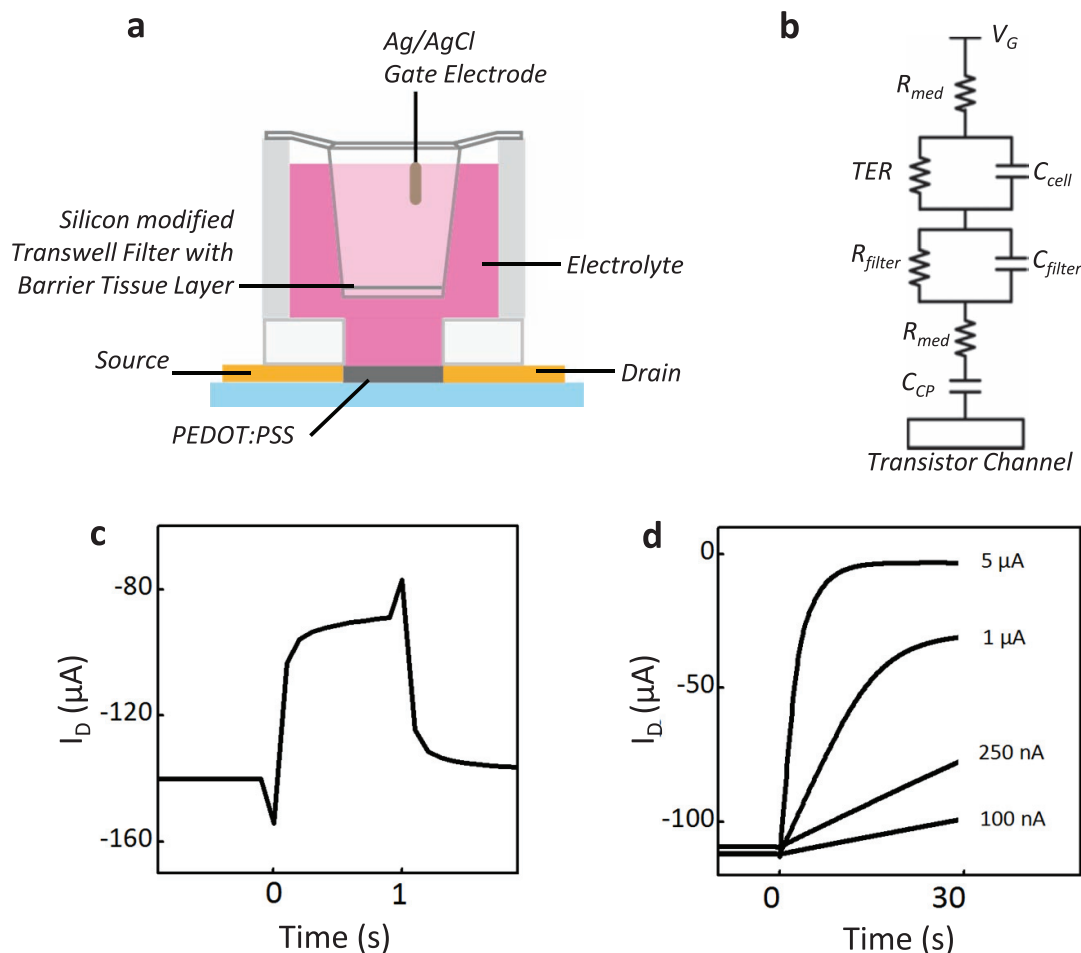 a
Ag/AgCl
Gate Electrode
Silicon modified
Transwell Filter with
Barrier Tissue Layer
Electrolyte
Source
Drain
PEDOT:PSS
b
V_G
R_med
TER
C_cell
R_filter
C_filter
R_med
C_CP
Transistor Channel
c
I_D (µA)
-80
-120
-160
0
1
Time (s)
d
I_D (µA)
0
-50
-100
5 µA
1 µA
250 nA
100 nA
0
30
Time (s)